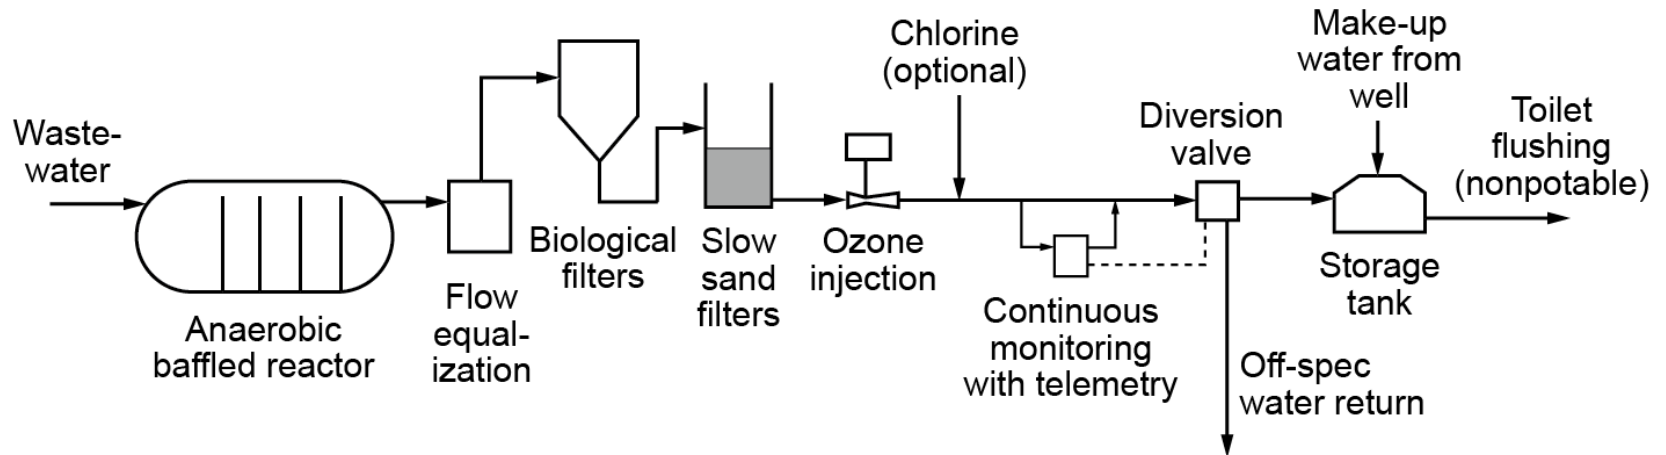 Waste-
water
Anaerobic
baffled reactor
Flow
equal-
ization
Biological
filters
Slow
sand
filters
Ozone
injection
Chlorine
(optional)
Continuous
monitoring
with telemetry
Diversion
valve
Off-spec
water return
Make-up
water from
well
Storage
tank
Toilet
flushing
(nonpotable)